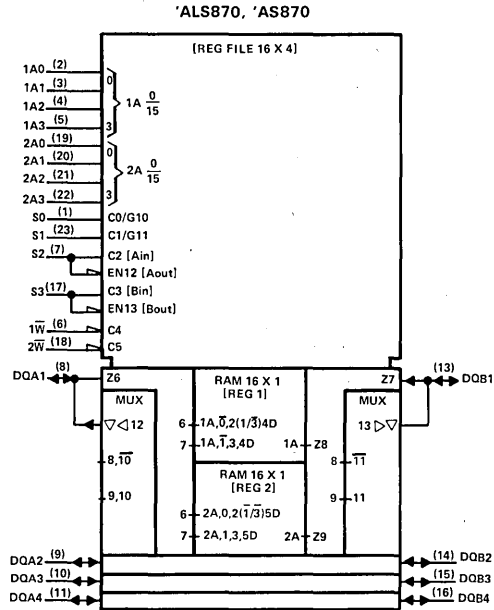 'ALS870, 'AS870
[REG FILE 16 X 4]
1A0 (2)
1A1 (3)
1A2 (4)
1A3 (5)
0
3
1A 0/15
2A0 (19)
2A1 (20)
2A2 (21)
2A3 (22)
0
3
2A 0/15
S0 (1) C0/G10
S1 (23) C1/G11
S2 (7) C2 [Ain]
EN12 [Aout]
S3 (17) C3 [Bin]
EN13 [Bout]
1W̅ (6) C4
2W̅ (18) C5
DQA1 (8) Z6
Z7 (13) DQB1
MUX
▽◁ 12
8,1̅0̅
9,10
RAM 16 X 1
[REG 1]
6 1A,0̅,2(1/3̅)4D
7 1A,1̅,3,4D
1A Z8
RAM 16 X 1
[REG 2]
6 2A,0,2(1̅/3̅)5D
7 2A,1,3,5D
2A Z9
MUX
13 ▷▽
8 1̅1̅
9 11
DQA2 (9)
DQA3 (10)
DQA4 (11)
(14) DQB2
(15) DQB3
(16) DQB4